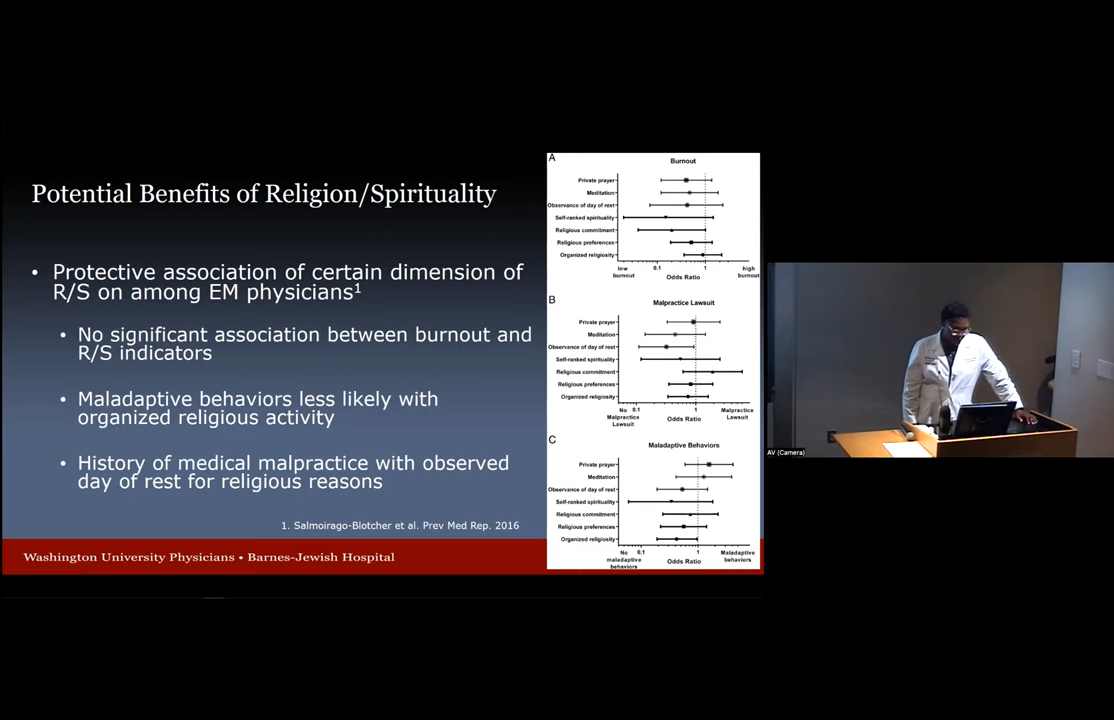 Potential Benefits of Religion/Spirituality
• Protective association of certain dimension of
R/S on among EM physicians1
• No significant association between burnout and
R/S indicators
• Maladaptive behaviors less likely with
organized religious activity
• History of medical malpractice with observed
day of rest for religious reasons
1. Salmoirago-Blotcher et al. Prev Med Rep. 2016
Washington University Physicians • Barnes-Jewish Hospital
A
Burnout
Private prayer
Meditation
Observance of day of rest
Self-ranked spirituality
Religious commitment
Religious preferences
Organized religiosity
low
burnout
0.1
1
high
burnout
Odds Ratio
B
Malpractice Lawsuit
Private prayer
Meditation
Observance of day of rest
Self-ranked spirituality
Religious commitment
Religious preferences
Organized religiosity
No
Malpractice
Lawsuit
0.1
1
Malpractice
Lawsuit
Odds Ratio
C
Maladaptive Behaviors
Private prayer
Meditation
Observance of day of rest
Self-ranked spirituality
Religious commitment
Religious preferences
Organized religiosity
No
maladaptive
behaviors
0.1
1
Maladaptive
behaviors
Odds Ratio
AV (Camera)